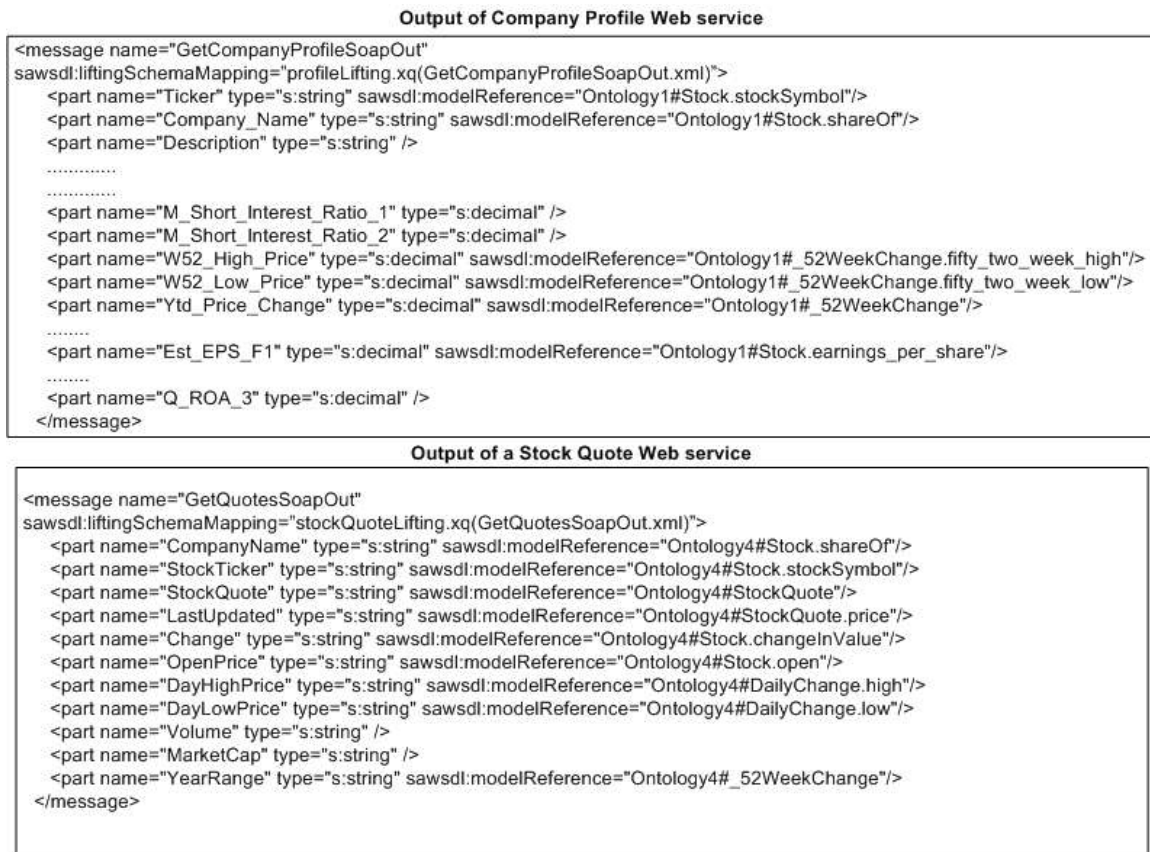 Output of Company Profile Web service
<message name="GetCompanyProfileSoapOut"
sawsdl:liftingSchemaMapping="profileLifting.xq(GetCompanyProfileSoapOut.xml)">
<part name="Ticker" type="s:string" sawsdl:modelReference="Ontology1#Stock.stockSymbol"/>
<part name="Company_Name" type="s:string" sawsdl:modelReference="Ontology1#Stock.shareOf"/>
<part name="Description" type="s:string" />
.............
.............
<part name="M_Short_Interest_Ratio_1" type="s:decimal" />
<part name="M_Short_Interest_Ratio_2" type="s:decimal" />
<part name="W52_High_Price" type="s:decimal" sawsdl:modelReference="Ontology1#_52WeekChange.fifty_two_week_high"/>
<part name="W52_Low_Price" type="s:decimal" sawsdl:modelReference="Ontology1#_52WeekChange.fifty_two_week_low"/>
<part name="Ytd_Price_Change" type="s:decimal" sawsdl:modelReference="Ontology1#_52WeekChange"/>
........
<part name="Est_EPS_F1" type="s:decimal" sawsdl:modelReference="Ontology1#Stock.earnings_per_share"/>
........
<part name="Q_ROA_3" type="s:decimal" />
</message>
Output of a Stock Quote Web service
<message name="GetQuotesSoapOut"
sawsdl:liftingSchemaMapping="stockQuoteLifting.xq(GetQuotesSoapOut.xml)">
<part name="CompanyName" type="s:string" sawsdl:modelReference="Ontology4#Stock.shareOf"/>
<part name="StockTicker" type="s:string" sawsdl:modelReference="Ontology4#Stock.stockSymbol"/>
<part name="StockQuote" type="s:string" sawsdl:modelReference="Ontology4#StockQuote"/>
<part name="LastUpdated" type="s:string" sawsdl:modelReference="Ontology4#StockQuote.price"/>
<part name="Change" type="s:string" sawsdl:modelReference="Ontology4#Stock.changeInValue"/>
<part name="OpenPrice" type="s:string" sawsdl:modelReference="Ontology4#Stock.open"/>
<part name="DayHighPrice" type="s:string" sawsdl:modelReference="Ontology4#DailyChange.high"/>
<part name="DayLowPrice" type="s:string" sawsdl:modelReference="Ontology4#DailyChange.low"/>
<part name="Volume" type="s:string" />
<part name="MarketCap" type="s:string" />
<part name="YearRange" type="s:string" sawsdl:modelReference="Ontology4#_52WeekChange"/>
</message>